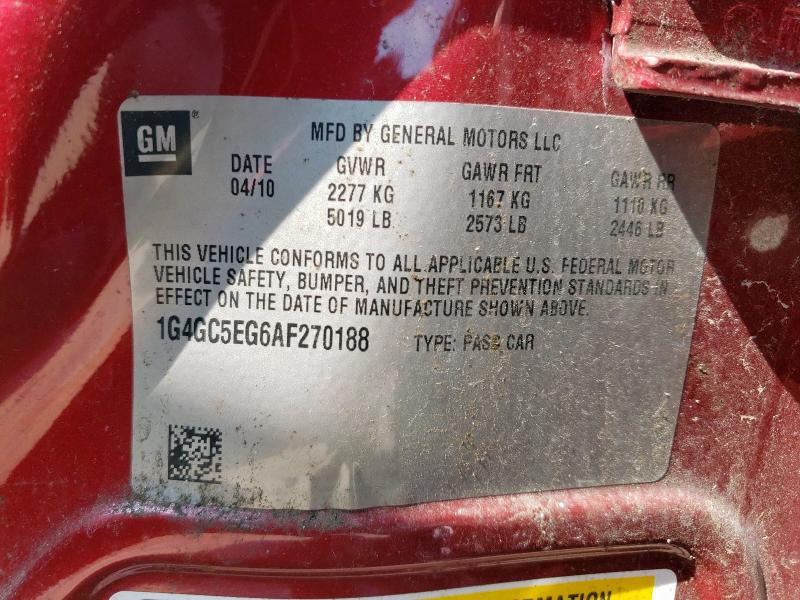 GM®
MFD BY GENERAL MOTORS LLC
DATE GVWR GAWR FRT GAWR RR
04/10 2277 KG 1167 KG 1110 KG
5019 LB 2573 LB 2446 LB
THIS VEHICLE CONFORMS TO ALL APPLICABLE U.S. FEDERAL MOTOR
VEHICLE SAFETY, BUMPER, AND THEFT PREVENTION STANDARDS IN
EFFECT ON THE DATE OF MANUFACTURE SHOWN ABOVE.
1G4GC5EG6AF270188 TYPE: PASS CAR